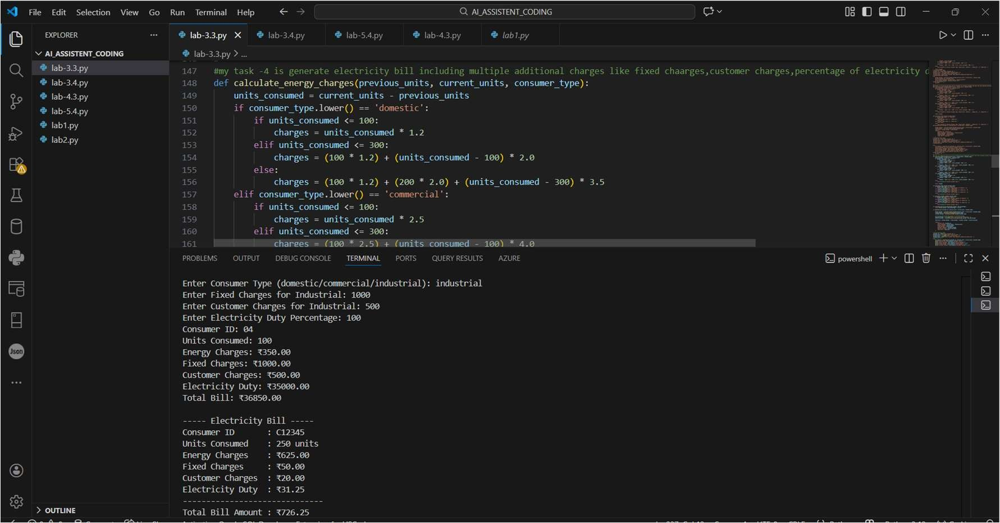 File Edit Selection View Go Run Terminal Help
AI_ASSISTENT_CODING
EXPLORER
AI_ASSISTENT_CODING
lab-3.3.py
lab-3.4.py
lab-4.3.py
lab-5.4.py
lab1.py
lab2.py
OUTLINE
Json
lab-3.3.py lab-3.4.py lab-5.4.py lab-4.3.py lab1.py
lab-3.3.py > ...
147 #my task -4 is generate electricity bill including multiple additional charges like fixed chaarges,customer charges,percentage of electricity
148 def calculate_energy_charges(previous_units, current_units, consumer_type):
149 units_consumed = current_units - previous_units
150 if consumer_type.lower() == 'domestic':
151 if units_consumed <= 100:
152 charges = units_consumed * 1.2
153 elif units_consumed <= 300:
154 charges = (100 * 1.2) + (units_consumed - 100) * 2.0
155 else:
156 charges = (100 * 1.2) + (200 * 2.0) + (units_consumed - 300) * 3.5
157 elif consumer_type.lower() == 'commercial':
158 if units_consumed <= 100:
159 charges = units_consumed * 2.5
160 elif units_consumed <= 300:
161 charges = (100 * 2.5) + (units_consumed - 100) * 4.0
PROBLEMS OUTPUT DEBUG CONSOLE TERMINAL PORTS QUERY RESULTS AZURE
powershell
Enter Consumer Type (domestic/commercial/industrial): industrial
Enter Fixed Charges for Industrial: 1000
Enter Customer Charges for Industrial: 500
Enter Electricity Duty Percentage: 100
Consumer ID: 04
Units Consumed: 100
Energy Charges: ₹350.00
Fixed Charges: ₹1000.00
Customer Charges: ₹500.00
Electricity Duty: ₹35000.00
Total Bill: ₹36850.00
----- Electricity Bill -----
Consumer ID : C12345
Units Consumed : 250 units
Energy Charges : ₹625.00
Fixed Charges : ₹50.00
Customer Charges : ₹20.00
Electricity Duty : ₹31.25
------------------------------
Total Bill Amount : ₹726.25